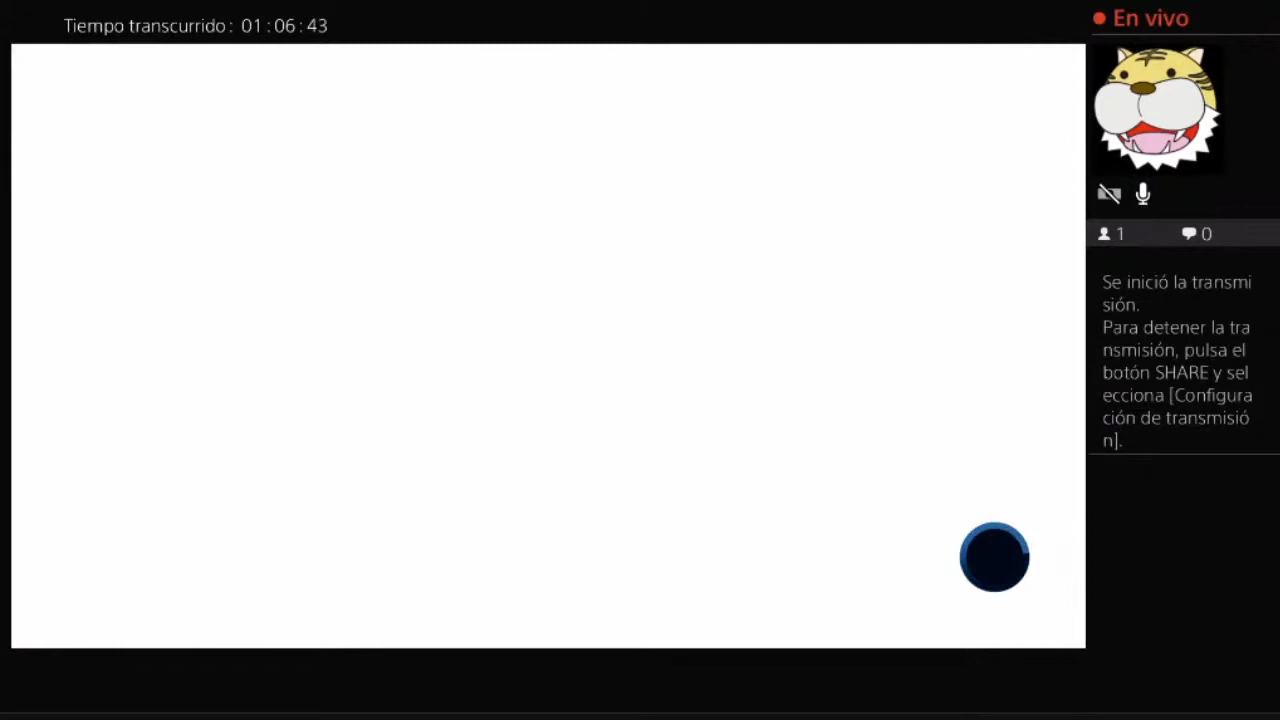 Tiempo transcurrido: 01:06:43
En vivo
1 0
Se inició la transmi
sión.
Para detener la tra
nsmisión, pulsa el
botón SHARE y sel
ecciona [Configura
ción de transmisió
n].